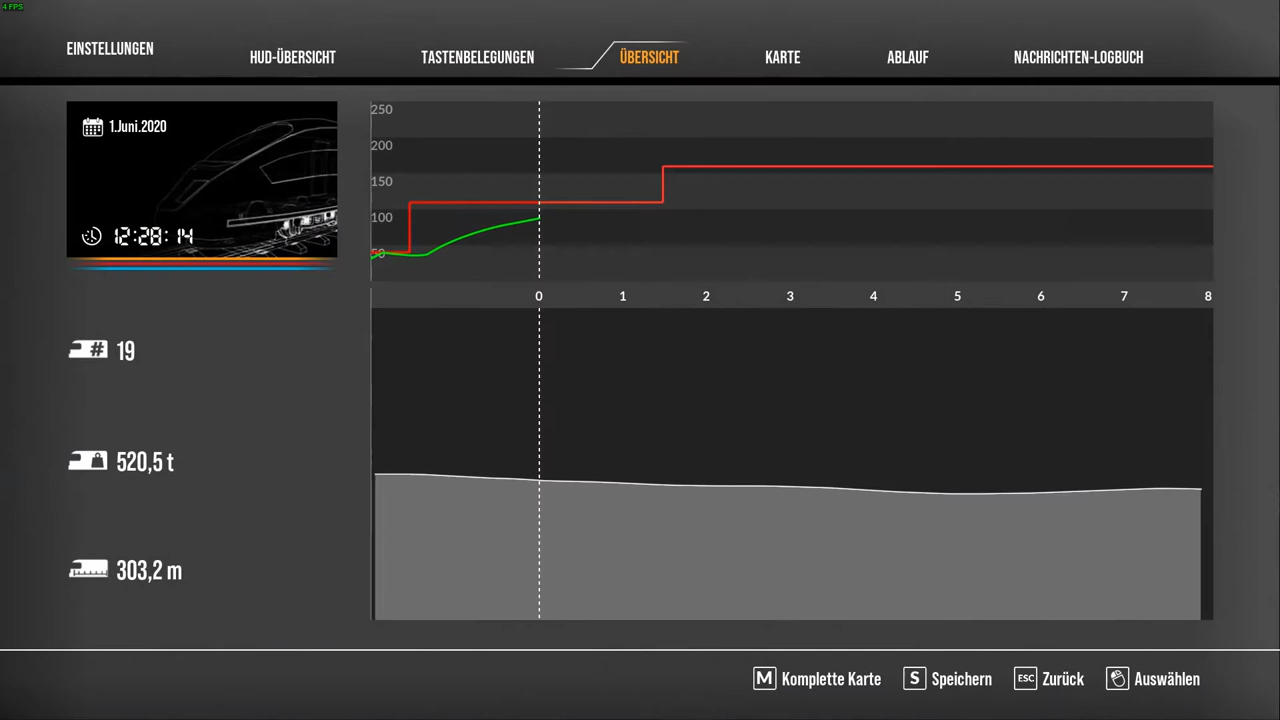 4 FPS
EINSTELLUNGEN
HUD-ÜBERSICHT
TASTENBELEGUNGEN
ÜBERSICHT
KARTE
ABLAUF
NACHRICHTEN-LOGBUCH
1.Juni.2020
12:28:14
250
200
150
100
50
0 1 2 3 4 5 6 7 8
# 19
520,5 t
303,2 m
M Komplette Karte
S Speichern
ESC Zurück
Auswählen